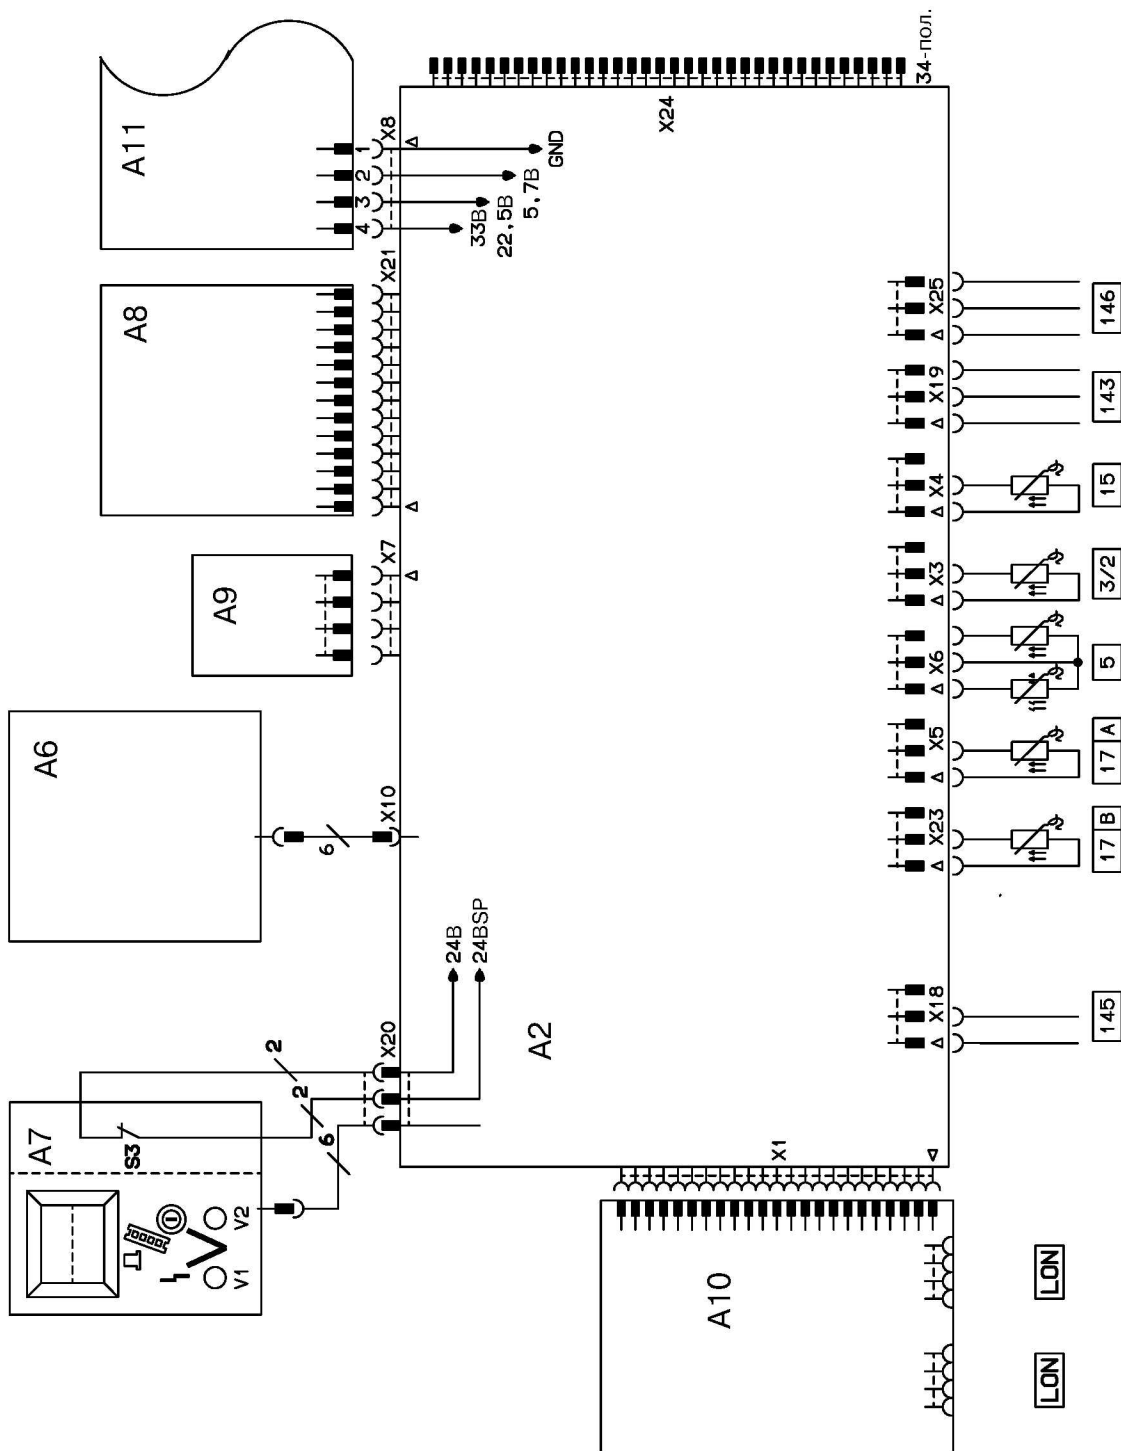 A11
1
2
3
4
X8
GND
5,7В
22,5В
33В
X24
34-пол.
A8
X21
A9
X7
A6
6
X10
A7
S3
V1
V2
2
2
6
X20
24В
24ВSP
A2
X1
A10
LON
LON
X25
146
X19
143
X4
15
X3
3/2
X6
5
X5
17 A
X23
17 B
X18
145